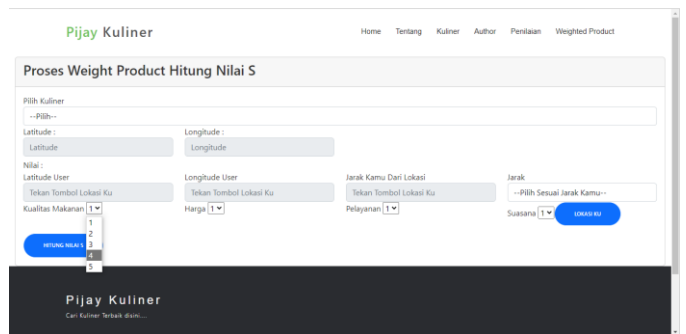 Pijay Kuliner
Home Tentang Kuliner Author Penilaian Weighted Product
Proses Weight Product Hitung Nilai S
Pilih Kuliner
--Pilih--
Latitude : Longitude :
Latitude Longitude
Nilai :
Latitude User Longitude User Jarak Kamu Dari Lokasi Jarak
Tekan Tombol Lokasi Ku Tekan Tombol Lokasi Ku Tekan Tombol Lokasi Ku --Pilih Sesuai Jarak Kamu--
Kualitas Makanan 1 Harga 1 Pelayanan 1 Suasana 1 LOKASI KU
1
2
HITUNG NILAI S 3
4
5
Pijay Kuliner
Cari Kuliner Terbaik disini...